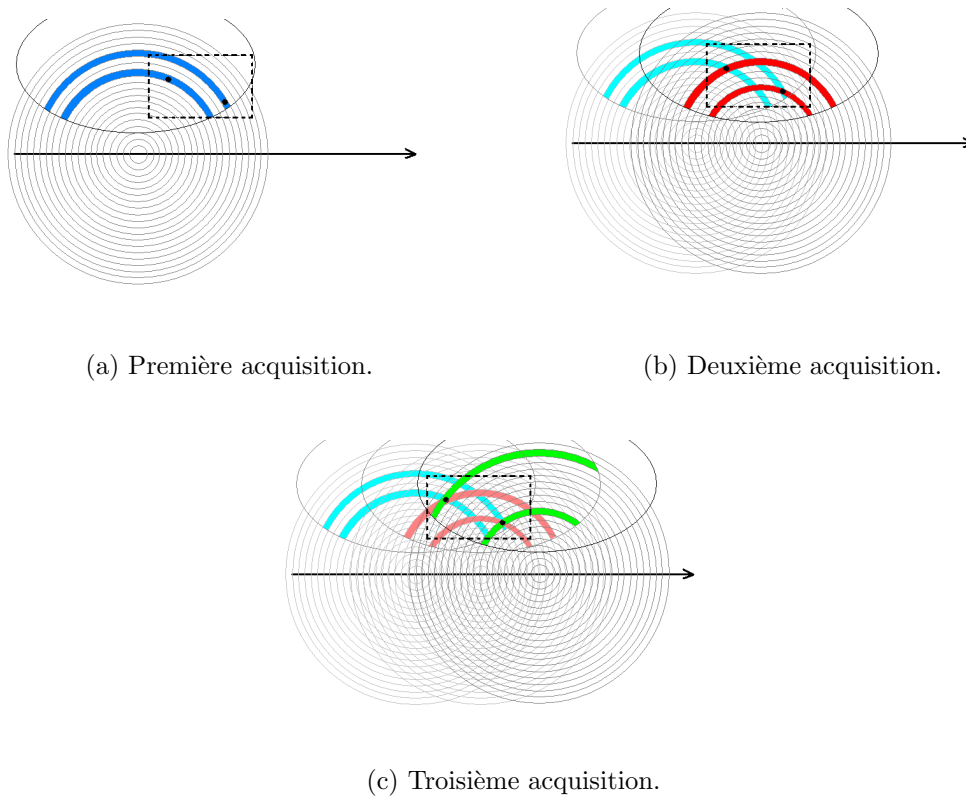 (a) Première acquisition.
(b) Deuxième acquisition.
(c) Troisième acquisition.